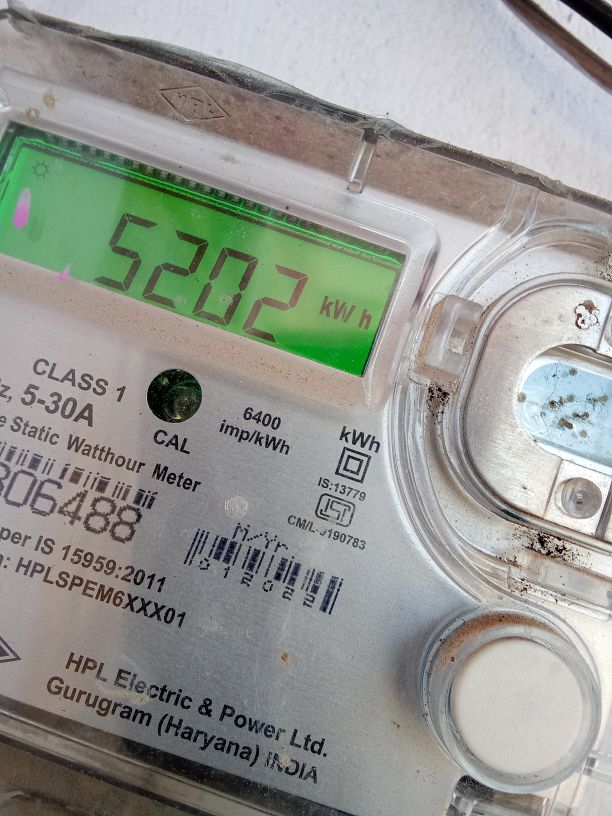 5202 kWh
CLASS 1
z, 5-30A
CAL
6400
imp/kWh
kWh
e Static Watthour Meter
IS:13779
306488
CM/L-9190783
per IS 15959:2011
: HPLSPEM6XXX01
HPL Electric & Power Ltd.
Gurugram (Haryana) INDIA